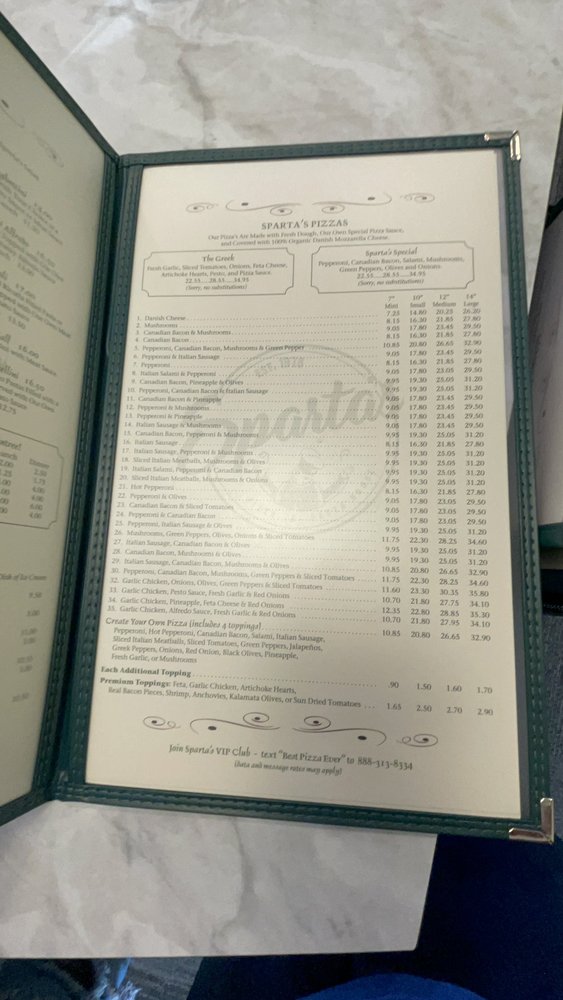 SPARTA'S PIZZAS
Our Pizza's Are Made with Fresh Dough, Our Own Special Pizza Sauce,
and Covered with 100% Organic Danish Mozzarella Cheese.
The Greek
Fresh Garlic, Sliced Tomatoes, Onions, Feta Cheese,
Artichoke Hearts, Pesto, and Pizza Sauce.
22.55.....28.55.....34.95
(Sorry, no substitutions)
Sparta's Special
Pepperoni, Canadian Bacon, Salami, Mushrooms,
Green Peppers, Olives and Onions.
22.55.....28.55.....34.95
(Sorry, no substitutions)
7" 10" 12" 14"
Mini Small Medium Large
1. Danish Cheese 7.25 14.80 20.25 26.20
2. Mushrooms 8.15 16.30 21.85 27.80
3. Canadian Bacon & Mushrooms 9.05 17.80 23.45 29.50
4. Canadian Bacon 8.15 16.30 21.85 27.80
5. Pepperoni, Canadian Bacon, Mushrooms & Green Pepper 10.85 20.80 26.65 32.90
6. Pepperoni & Italian Sausage 9.05 17.80 23.45 29.50
7. Pepperoni 8.15 16.30 21.85 27.80
8. Italian Salami & Pepperoni 9.05 17.80 23.05 29.50
9. Canadian Bacon, Pineapple & Olives 9.95 19.30 25.05 31.20
10. Pepperoni, Canadian Bacon & Italian Sausage 9.95 19.30 25.05 31.20
11. Canadian Bacon & Pineapple 9.05 17.80 23.45 29.50
12. Pepperoni & Mushrooms 9.05 17.80 23.45 29.50
13. Pepperoni & Pineapple 9.05 17.80 23.45 29.50
14. Italian Sausage & Mushrooms 9.05 17.80 23.45 29.50
15. Canadian Bacon, Pepperoni & Mushrooms 9.95 19.30 25.05 31.20
16. Italian Sausage 8.15 16.30 21.85 27.80
17. Italian Sausage, Pepperoni & Mushrooms 9.95 19.30 25.05 31.20
18. Sliced Italian Meatballs, Mushrooms & Olives 9.95 19.30 25.05 31.20
19. Italian Salami, Pepperoni & Canadian Bacon 9.95 19.30 25.05 31.20
20. Sliced Italian Meatballs, Mushrooms & Onions 9.95 19.30 25.05 31.20
21. Hot Pepperoni 8.15 16.30 21.85 27.80
22. Pepperoni & Olives 9.05 17.80 23.05 29.50
23. Canadian Bacon & Sliced Tomatoes 9.05 17.80 23.05 29.50
24. Pepperoni & Canadian Bacon 9.05 17.80 23.05 29.50
25. Pepperoni, Italian Sausage & Olives 9.95 19.30 25.05 31.20
26. Mushrooms, Green Peppers, Olives, Onions & Sliced Tomatoes 11.75 22.30 28.25 34.60
27. Italian Sausage, Canadian Bacon & Olives 9.95 19.30 25.05 31.20
28. Canadian Bacon, Mushrooms & Olives 9.95 19.30 25.05 31.20
29. Italian Sausage, Canadian Bacon & Mushrooms 10.85 20.80 26.65 32.90
30. Pepperoni, Canadian Bacon, Mushrooms, Green Peppers & Sliced Tomatoes 11.75 22.30 28.25 34.60
32. Garlic Chicken, Onions, Olives, Green Peppers & Sliced Tomatoes 11.60 23.30 30.35 35.80
33. Garlic Chicken, Pesto Sauce, Fresh Garlic & Red Onions 10.70 21.80 27.75 34.10
34. Garlic Chicken, Pineapple, Feta Cheese & Red Onions 12.35 22.80 28.85 35.30
35. Garlic Chicken, Alfredo Sauce, Fresh Garlic & Red Onions 10.70 21.80 27.95 34.10
Create Your Own Pizza (includes 4 toppings) 10.85 20.80 26.65 32.90
Pepperoni, Hot Pepperoni, Canadian Bacon, Salami, Italian Sausage,
Sliced Italian Meatballs, Sliced Tomatoes, Green Peppers, Jalapeños,
Greek Peppers, Onions, Red Onion, Black Olives, Pineapple,
Fresh Garlic, or Mushrooms
Each Additional Topping .90 1.50 1.60 1.70
Premium Toppings: Feta, Garlic Chicken, Artichoke Hearts,
Real Bacon Pieces, Shrimp, Anchovies, Kalamata Olives, or Sun Dried Tomatoes . . . 1.65 2.50 2.70 2.90
Join Sparta's VIP Club - text "Best Pizza Ever" to 888-313-8334
(data and message rates may apply)
EST. 1976
Sparta's